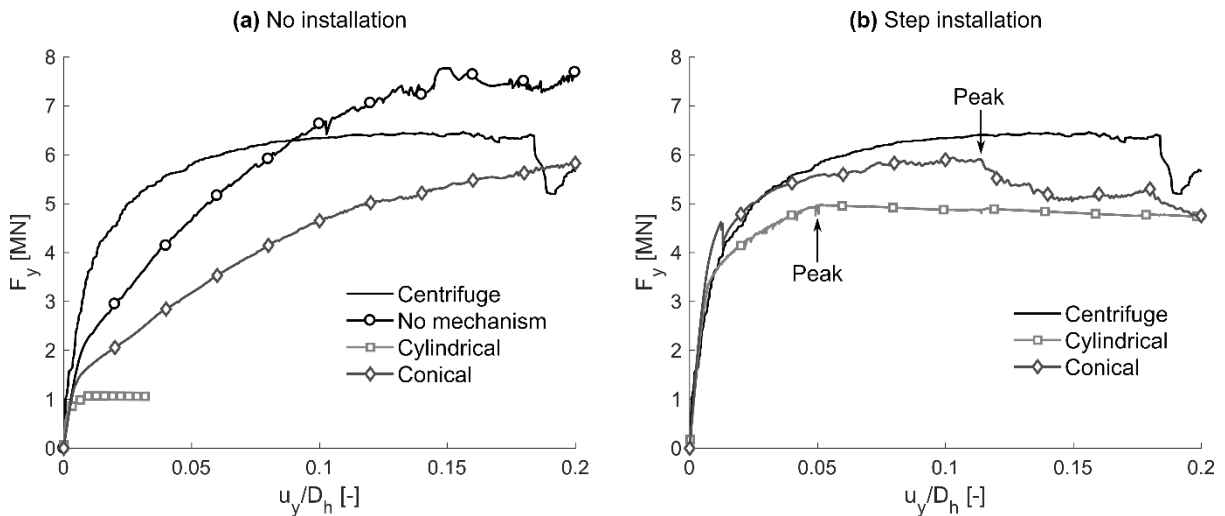 (a) No installation
8
7
6
5
4
3
2
1
0
F_y [MN]
Centrifuge
No mechanism
Cylindrical
Conical
0 0.05 0.1 0.15 0.2
u_y/D_h [-]
(b) Step installation
8
7
6
5
4
3
2
1
0
F_y [MN]
Peak
Peak
Centrifuge
Cylindrical
Conical
0 0.05 0.1 0.15 0.2
u_y/D_h [-]